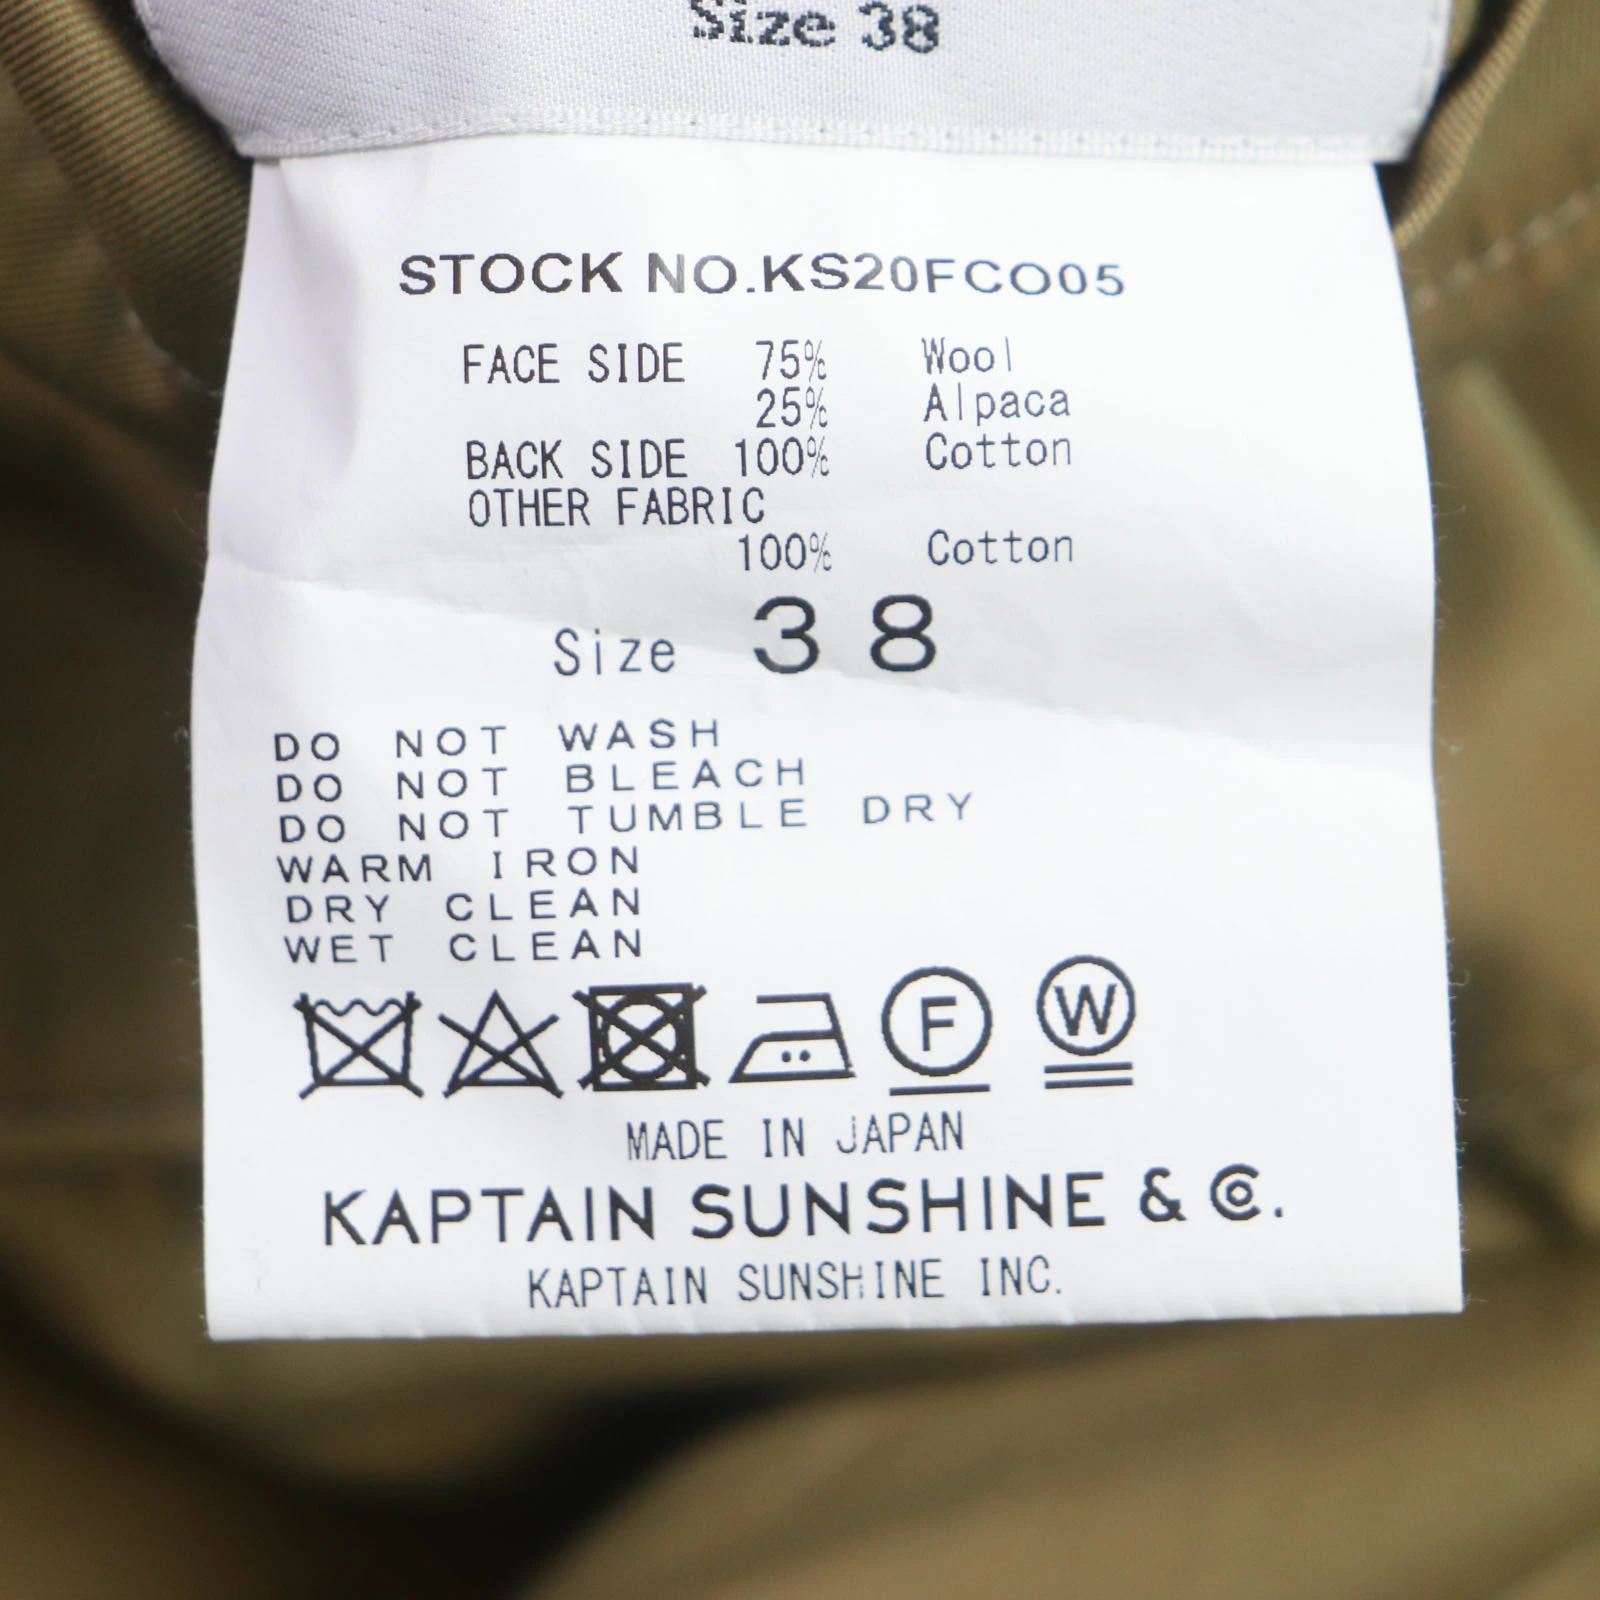 Size 38
STOCK NO.KS20FCO05
FACE SIDE 75% Wool
25% Alpaca
BACK SIDE 100% Cotton
OTHER FABRIC
100% Cotton
Size 38
DO NOT WASH
DO NOT BLEACH
DO NOT TUMBLE DRY
WARM IRON
DRY CLEAN
WET CLEAN
F W
MADE IN JAPAN
KAPTAIN SUNSHINE & Co.
KAPTAIN SUNSHINE INC.